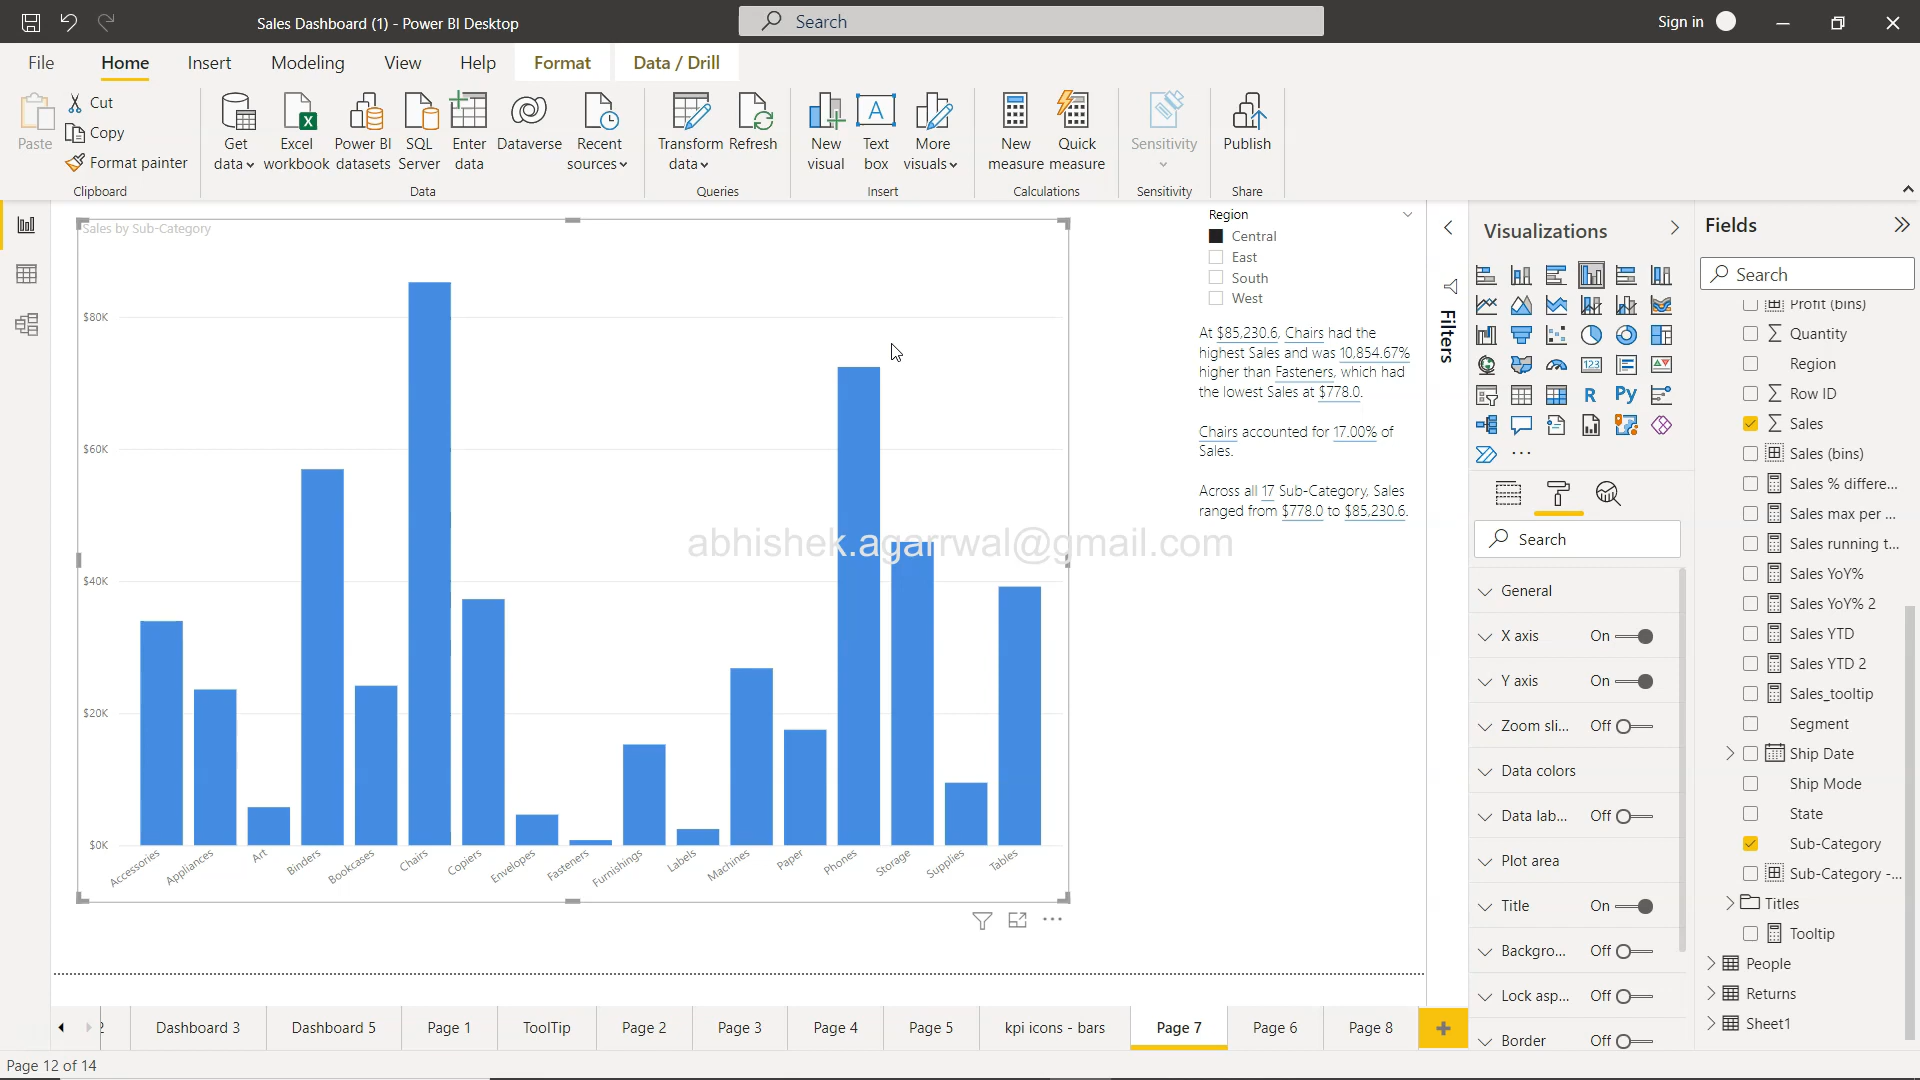 Sales Dashboard (1) - Power BI Desktop
Search
Sign in
File Home Insert Modeling View Help Format Data / Drill
Paste
Cut
Copy
Format painter
Clipboard
Get data
Excel workbook
Power BI datasets
SQL Server
Enter data
Dataverse
Recent sources
Data
Transform data
Refresh
Queries
New visual
Text box
More visuals
Insert
New measure
Quick measure
Calculations
Sensitivity
Sensitivity
Publish
Share
Sales by Sub-Category
$80K
$60K
$40K
$20K
$0K
Accessories Appliances Art Binders Bookcases Chairs Copiers Envelopes Fasteners Furnishings Labels Machines Paper Phones Storage Supplies Tables
Region
Central
East
South
West
At $85,230.6, Chairs had the
highest Sales and was 10,854.67%
higher than Fasteners, which had
the lowest Sales at $778.0.
Chairs accounted for 17.00% of
Sales.
Across all 17 Sub-Category, Sales
ranged from $778.0 to $85,230.6.
abhishek.agarrwal@gmail.com
Filters
Visualizations
123
R
Py
Search
General
X axis On
Y axis On
Zoom sli... Off
Data colors
Data lab... Off
Plot area
Title On
Backgro... Off
Lock asp... Off
Border Off
Fields
Search
Profit (bins)
Quantity
Region
Row ID
Sales
Sales (bins)
Sales % differe...
Sales max per ...
Sales running t...
Sales YoY%
Sales YoY% 2
Sales YTD
Sales YTD 2
Sales_tooltip
Segment
Ship Date
Ship Mode
State
Sub-Category
Sub-Category -...
Titles
Tooltip
People
Returns
Sheet1
2 Dashboard 3 Dashboard 5 Page 1 ToolTip Page 2 Page 3 Page 4 Page 5 kpi icons - bars Page 7 Page 6 Page 8
Page 12 of 14